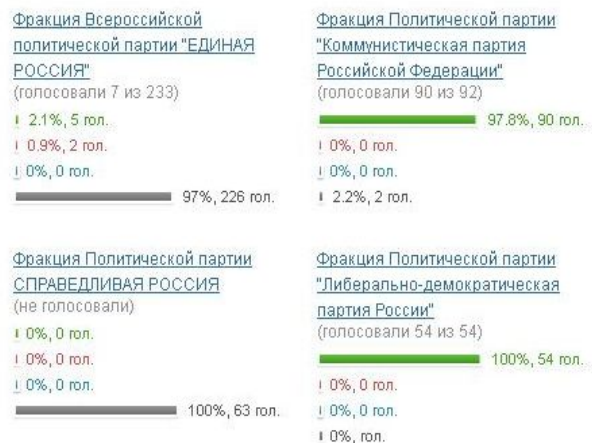 Фракция Всероссийской
политической партии "ЕДИНАЯ
РОССИЯ"
(голосовали 7 из 233)
2.1%, 5 гол.
0.9%, 2 гол.
0%, 0 гол.
97%, 226 гол.
Фракция Политической партии
"Коммунистическая партия
Российской Федерации"
(голосовали 90 из 92)
97.8%, 90 гол.
0%, 0 гол.
0%, 0 гол.
2.2%, 2 гол.
Фракция Политической партии
СПРАВЕДЛИВАЯ РОССИЯ
(не голосовали)
0%, 0 гол.
0%, 0 гол.
0%, 0 гол.
100%, 63 гол.
Фракция Политической партии
"Либерально-демократическая
партия России"
(голосовали 54 из 54)
100%, 54 гол.
0%, 0 гол.
0%, 0 гол.
0%, гол.